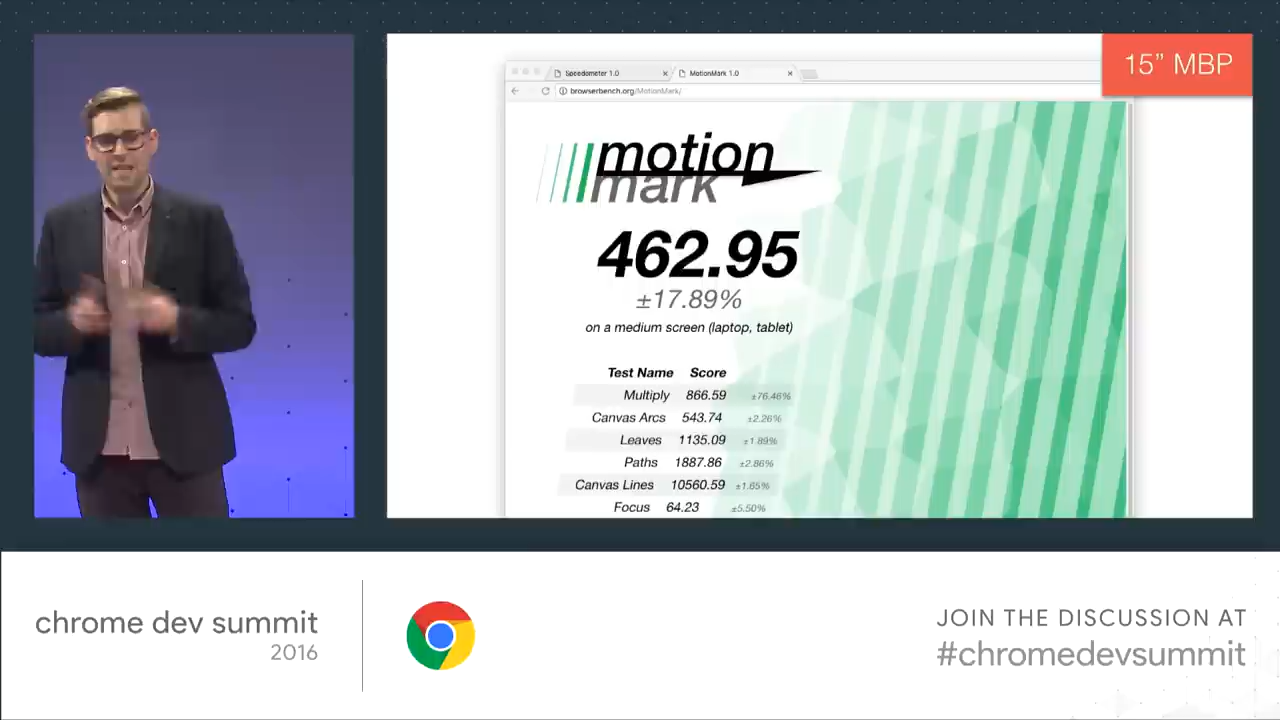 15” MBP
Speedometer 1.0
MotionMark 1.0
browserbench.org/MotionMark/
motion
mark
462.95
±17.89%
on a medium screen (laptop, tablet)
Test Name Score
Multiply 866.59 ±76.46%
Canvas Arcs 543.74 ±2.26%
Leaves 1135.09 ±1.89%
Paths 1887.86 ±2.86%
Canvas Lines 10560.59 ±1.65%
Focus 64.23 ±5.50%
chrome dev summit
2016
JOIN THE DISCUSSION AT
#chromedevsummit